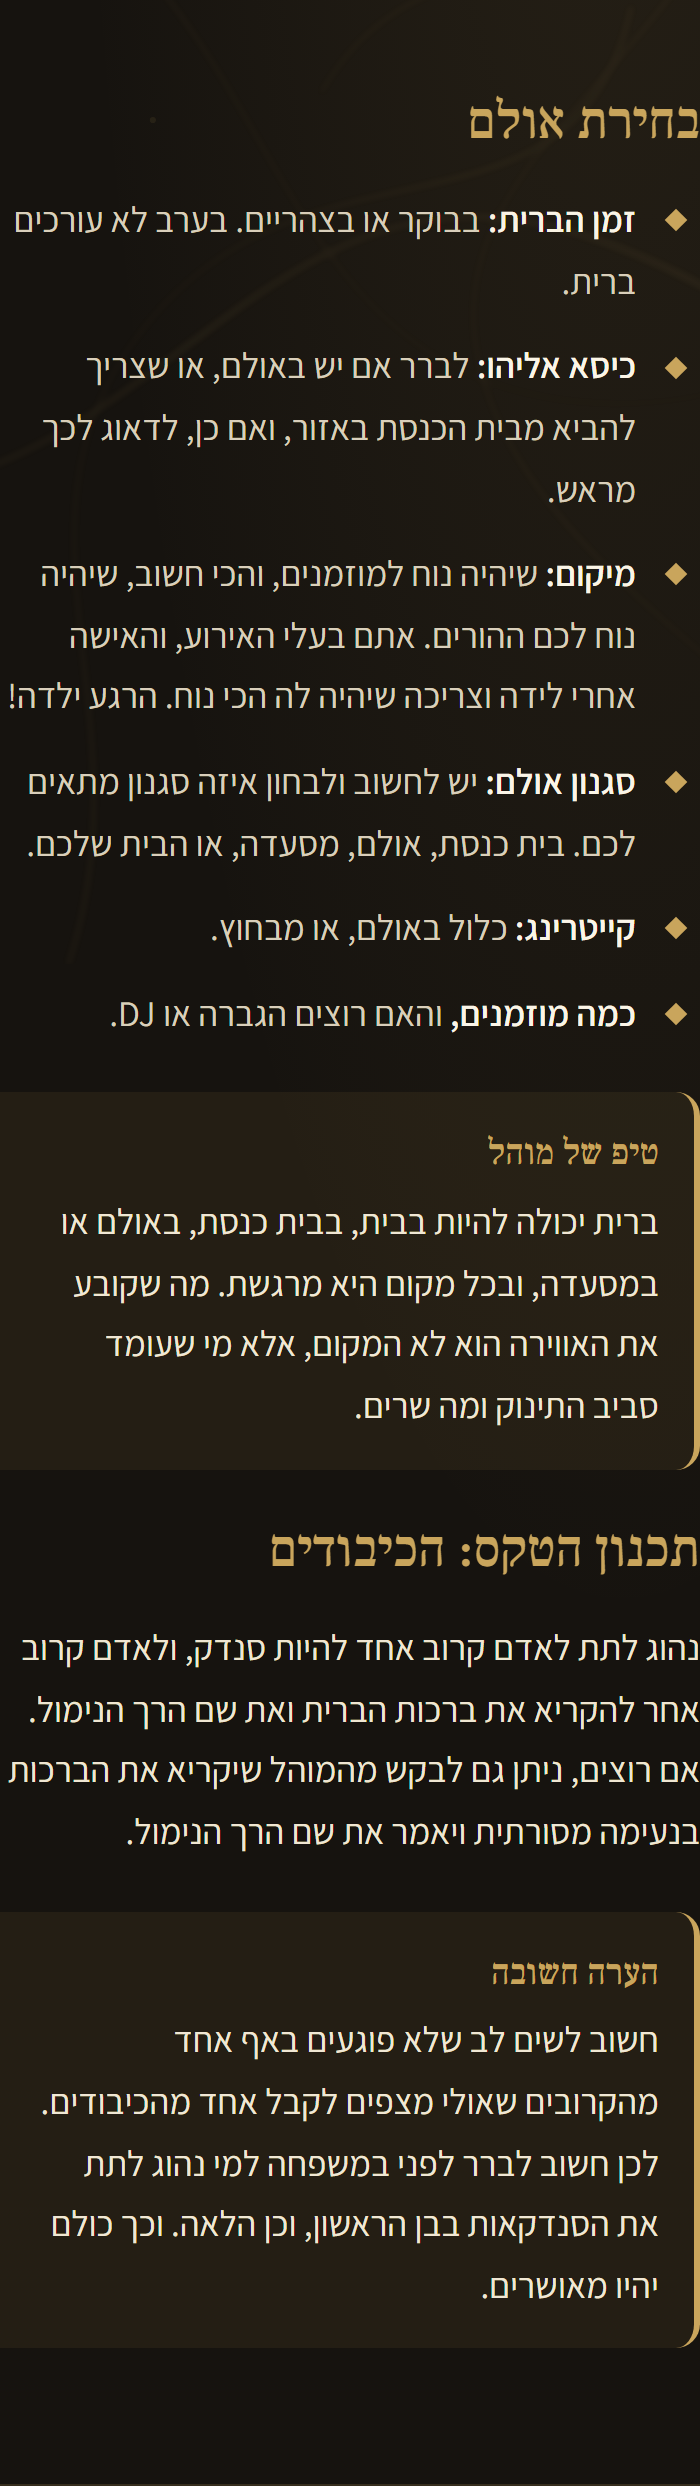 בחירת אולם
זמן הברית: בבוקר או בצהריים. בערב לא עורכים
ברית.
כיסא אליהו: לברר אם יש באולם, או שצריך
להביא מבית הכנסת באזור, ואם כן, לדאוג לכך
מראש.
מיקום: שיהיה נוח למוזמנים, והכי חשוב, שיהיה
נוח לכם ההורים. אתם בעלי האירוע, והאישה
אחרי לידה וצריכה שיהיה לה הכי נוח. הרגע ילדה!
סגנון אולם: יש לחשוב ולבחון איזה סגנון מתאים
לכם. בית כנסת, אולם, מסעדה, או הבית שלכם.
קייטרינג: כלול באולם, או מבחוץ.
כמה מוזמנים, והאם רוצים הגברה או DJ.
טיפ של מוהל
ברית יכולה להיות בבית, בבית כנסת, באולם או
במסעדה, ובכל מקום היא מרגשת. מה שקובע
את האווירה הוא לא המקום, אלא מי שעומד
סביב התינוק ומה שרים.
תכנון הטקס: הכיבודים
נהוג לתת לאדם קרוב אחד להיות סנדק, ולאדם קרוב
אחר להקריא את ברכות הברית ואת שם הרך הנימול.
אם רוצים, ניתן גם לבקש מהמוהל שיקריא את הברכות
בנעימה מסורתית ויאמר את שם הרך הנימול.
הערה חשובה
חשוב לשים לב שלא פוגעים באף אחד
מהקרובים שאולי מצפים לקבל אחד מהכיבודים.
לכן חשוב לברר לפני במשפחה למי נהוג לתת
את הסנדקאות בבן הראשון, וכן הלאה. וכך כולם
יהיו מאושרים.